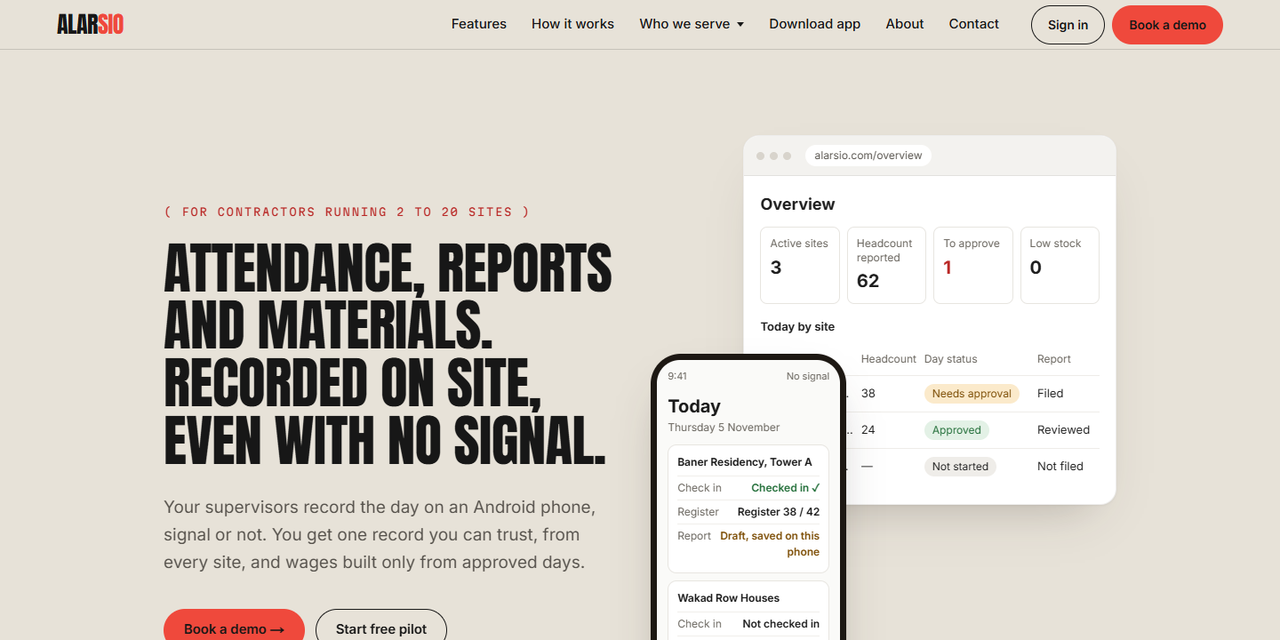 ALARSIO
Features
How it works
Who we serve
Download app
About
Contact
Sign in
Book a demo
( FOR CONTRACTORS RUNNING 2 TO 20 SITES )
ATTENDANCE, REPORTS
AND MATERIALS.
RECORDED ON SITE,
EVEN WITH NO SIGNAL.
Your supervisors record the day on an Android phone,
signal or not. You get one record you can trust, from
every site, and wages built only from approved days.
Book a demo →
Start free pilot
alarsio.com/overview
Overview
Active sites
3
Headcount
reported
62
To approve
1
Low stock
0
Today by site
Headcount Day status Report
38 Needs approval Filed
24 Approved Reviewed
— Not started Not filed
9:41 No signal
Today
Thursday 5 November
Baner Residency, Tower A
Check in Checked in ✓
Register Register 38 / 42
Report Draft, saved on this
phone
Wakad Row Houses
Check in Not checked in